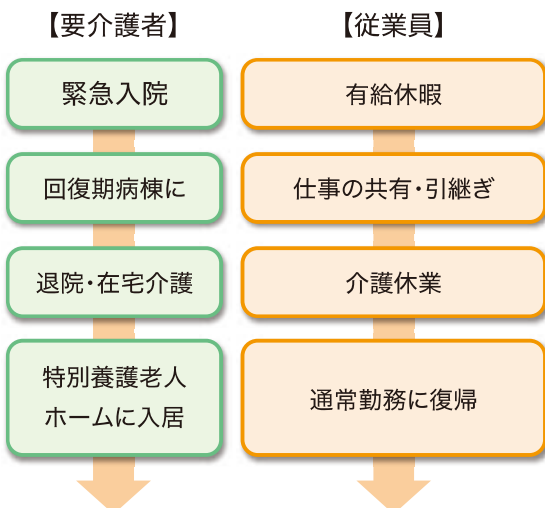 【要介護者】
【従業員】
緊急入院
有給休暇
回復期病棟に
仕事の共有・引継ぎ
退院・在宅介護
介護休業
特別養護老人
ホームに入居
通常勤務に復帰